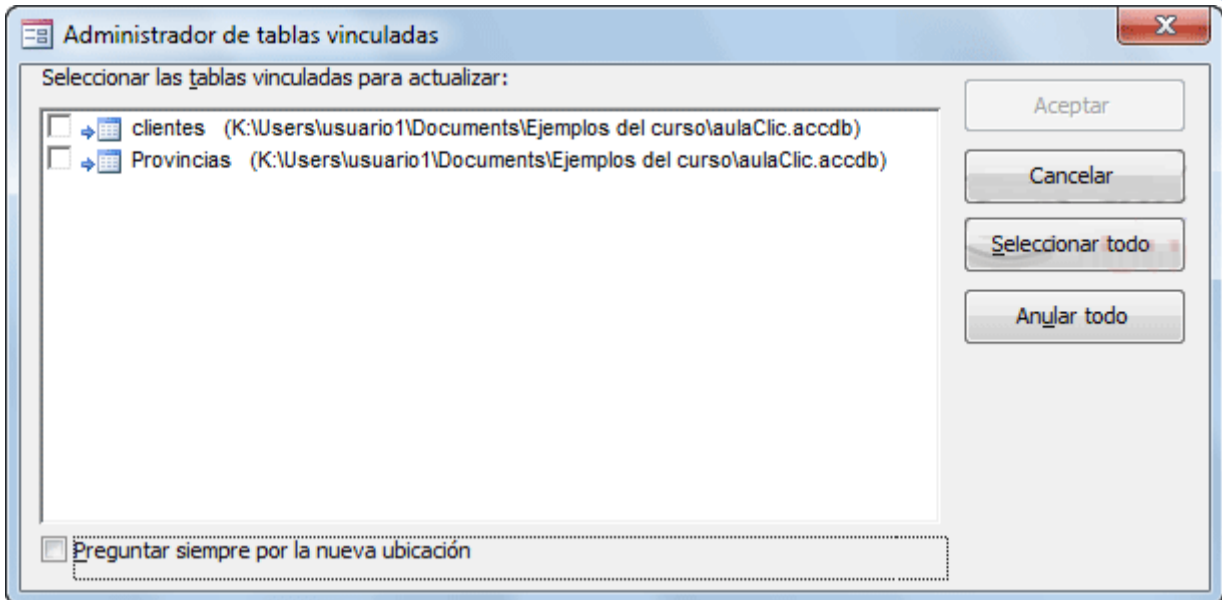 Administrador de tablas vinculadas
Seleccionar las tablas vinculadas para actualizar:
clientes (K:\Users\usuario1\Documents\Ejemplos del curso\aulaClic.accdb)
Provincias (K:\Users\usuario1\Documents\Ejemplos del curso\aulaClic.accdb)
Aceptar
Cancelar
Seleccionar todo
Anular todo
Preguntar siempre por la nueva ubicación